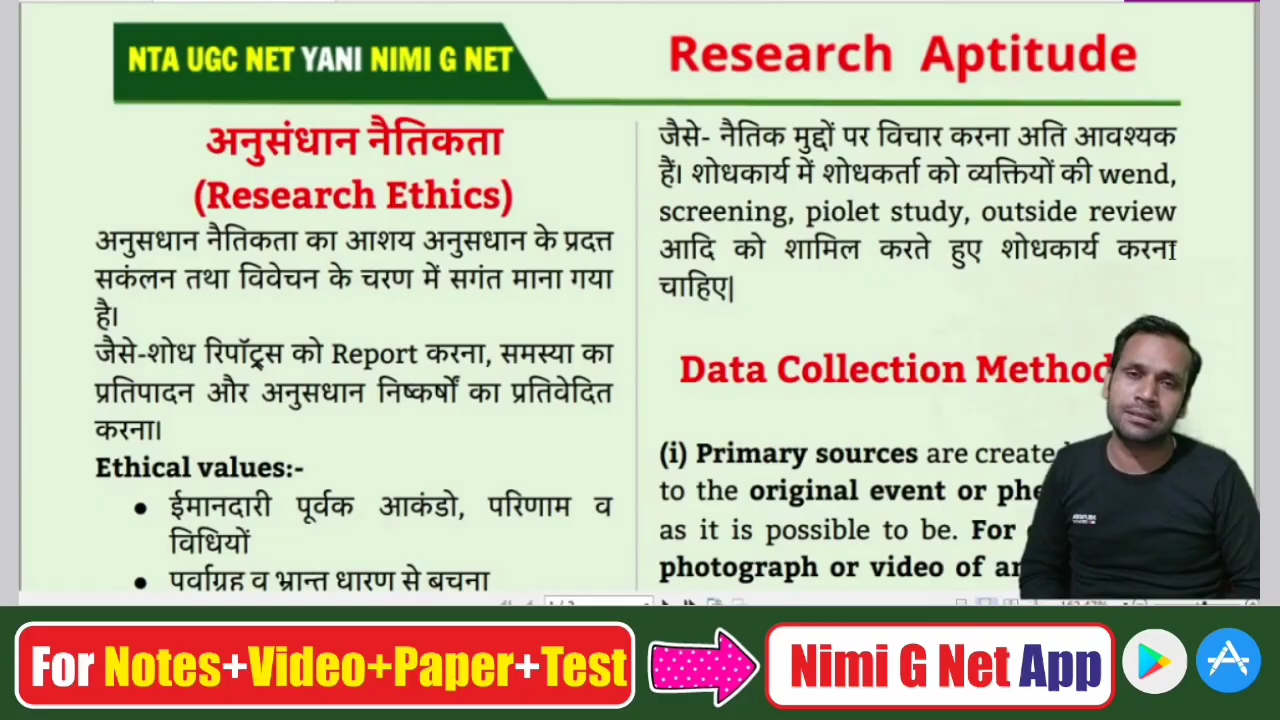 NTA UGC NET YANI NIMI G NET
Research Aptitude
अनुसंधान नैतिकता
(Research Ethics)
अनुसधान नैतिकता का आशय अनुसधान के प्रदत्त
सकंलन तथा विवेचन के चरण में सगंत माना गया
है।
जैसे-शोध रिपॉट्र्स को Report करना, समस्या का
प्रतिपादन और अनुसधान निष्कर्षों का प्रतिवेदित
करना।
Ethical values:-
● ईमानदारी पूर्वक आकंडो, परिणाम व
विधियों
● पर्वाग्रह व भ्रान्त धारण से बचना
जैसे- नैतिक मुद्दों पर विचार करना अति आवश्यक
हैं। शोधकार्य में शोधकर्ता को व्यक्तियों की wend,
screening, piolet study, outside review
आदि को शामिल करते हुए शोधकार्य करना
चाहिए|
Data Collection Method
(i) Primary sources are create
to the original event or
as it is possible to be. For
photograph or video of
For Notes+Video+Paper+Test
Nimi G Net App